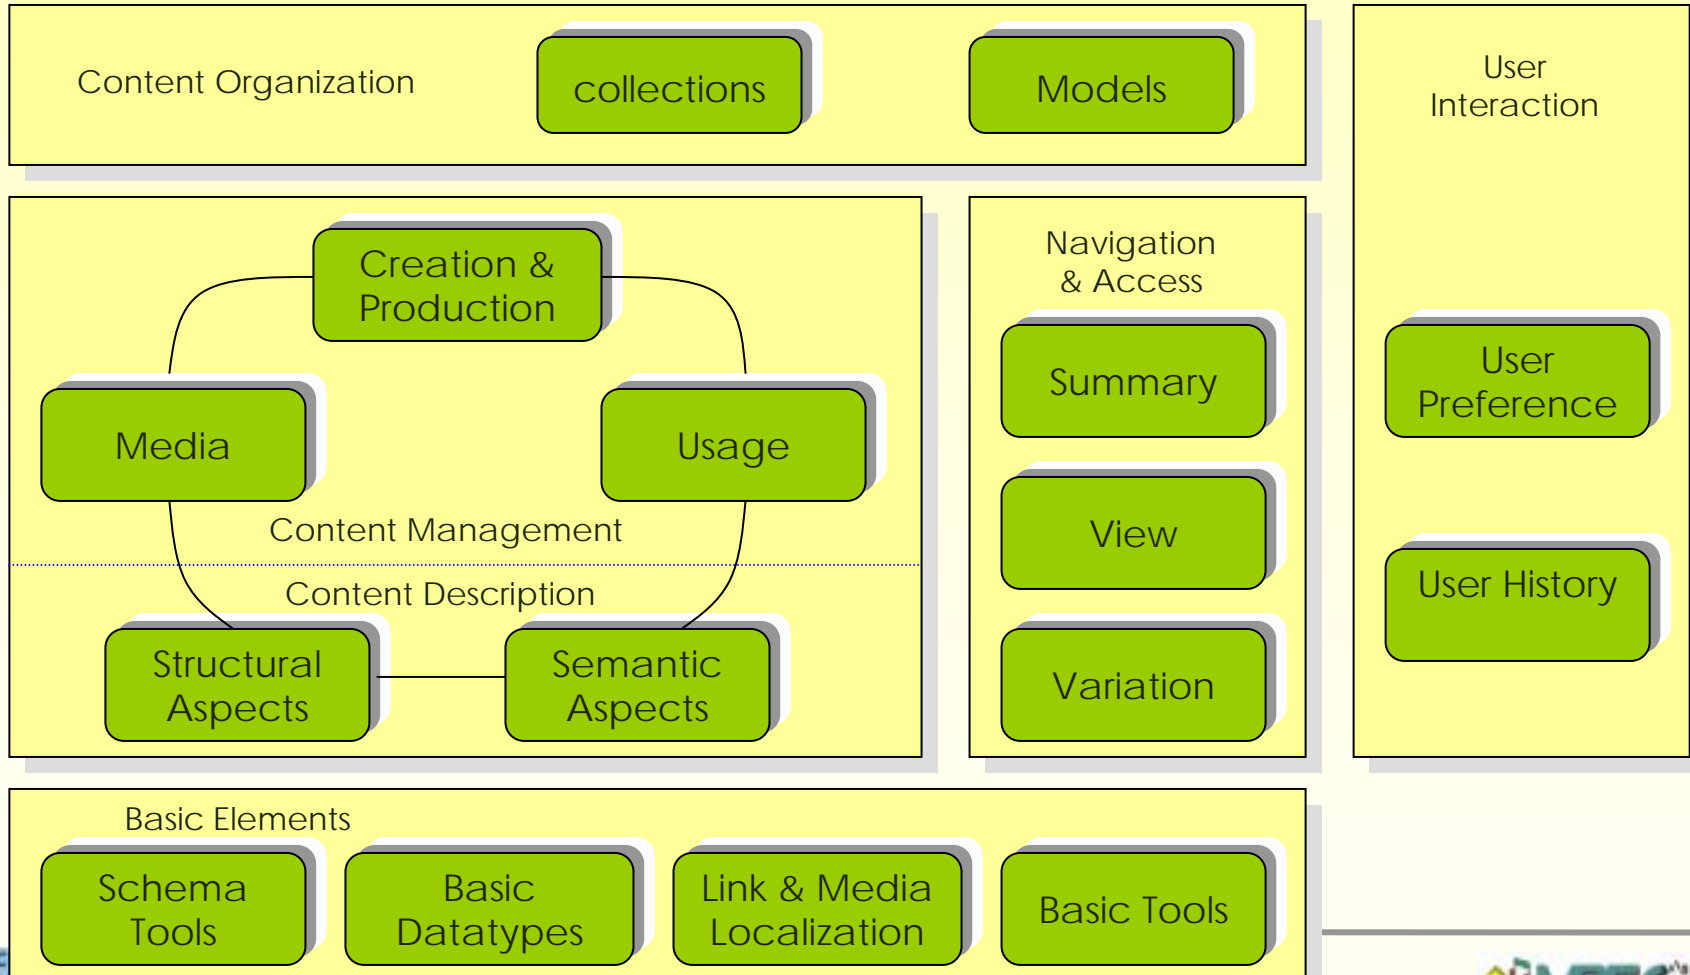 Content Organization
collections
Models
User
Interaction
Creation &
Production
Media
Usage
Content Management
Content Description
Structural
Aspects
Semantic
Aspects
Navigation
& Access
Summary
View
Variation
User
Preference
User History
Basic Elements
Schema
Tools
Basic
Datatypes
Link & Media
Localization
Basic Tools